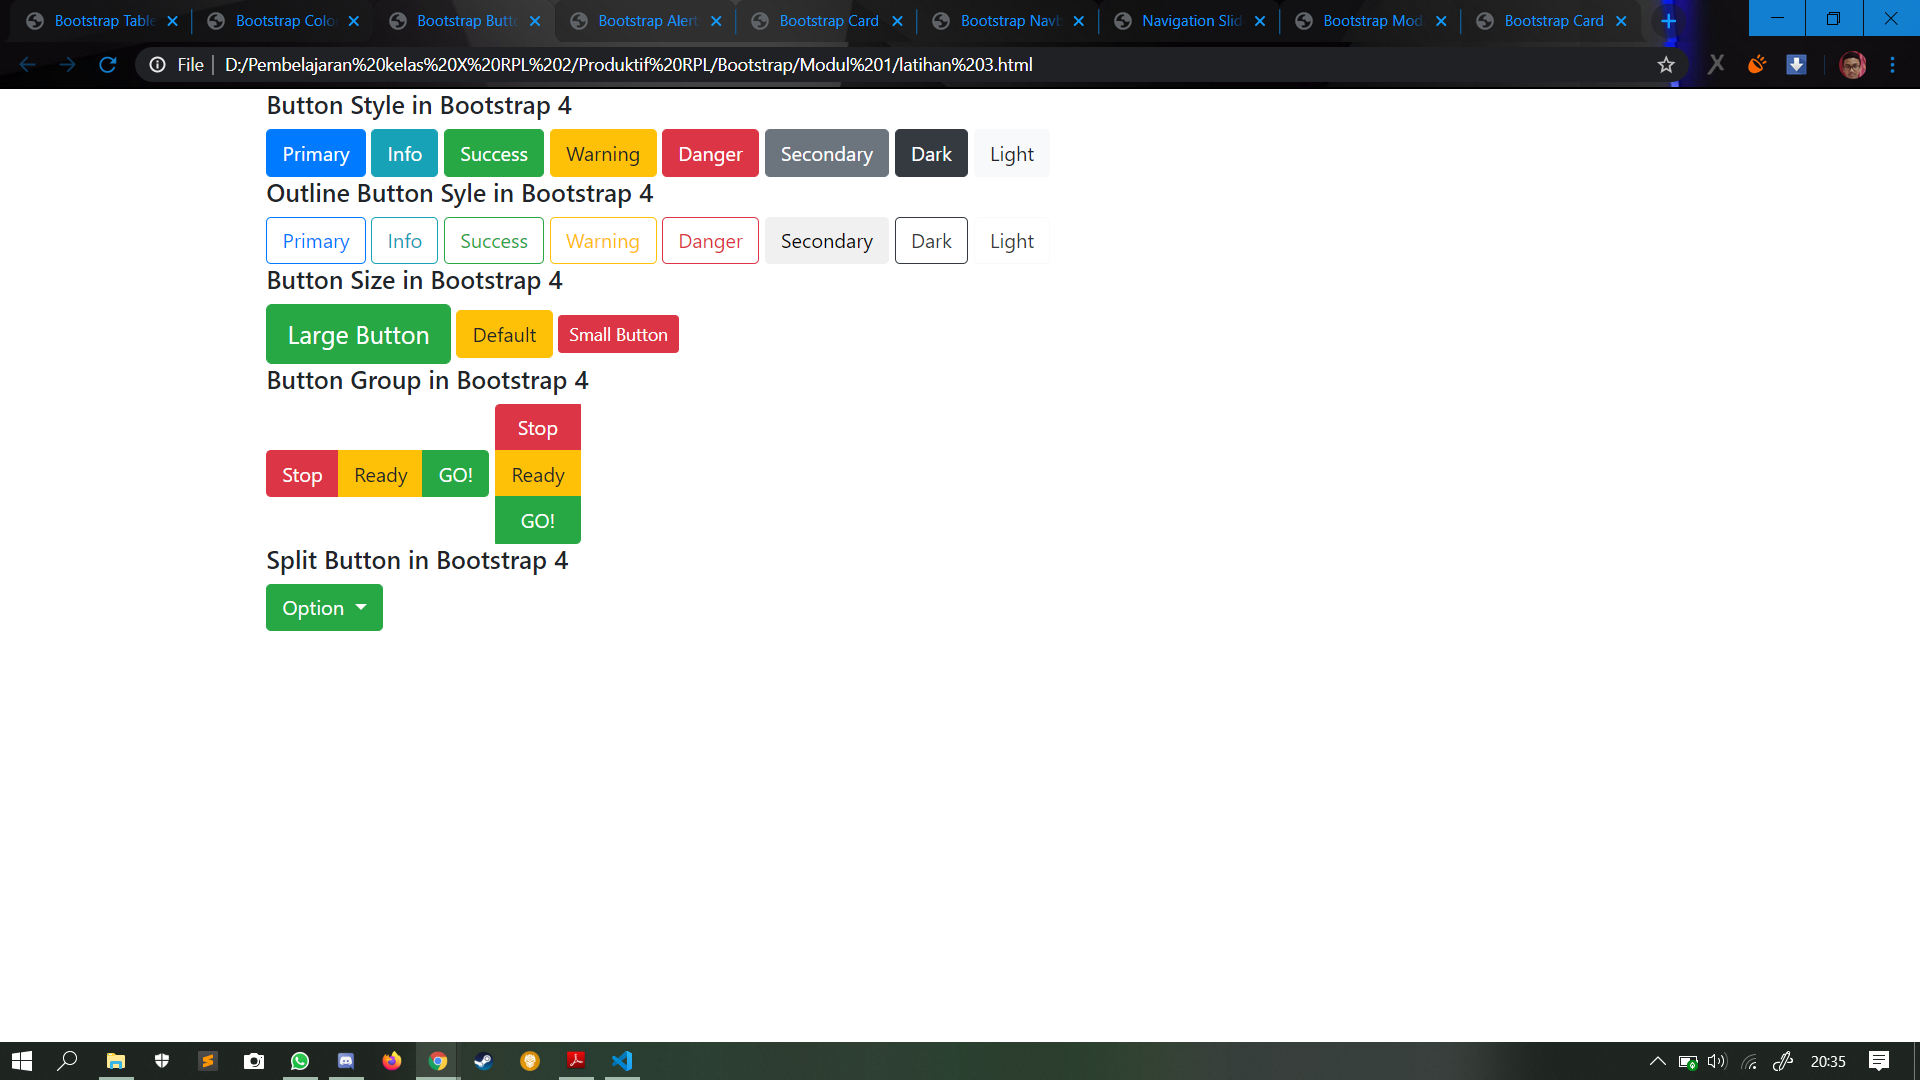 Bootstrap Table Bootstrap Colo Bootstrap Butt Bootstrap Alert Bootstrap Card Bootstrap Navb Navigation Slid Bootstrap Mod Bootstrap Card
File D:/Pembelajaran%20kelas%20X%20RPL%202/Produktif%20RPL/Bootstrap/Modul%201/latihan%203.html
Button Style in Bootstrap 4
Primary Info Success Warning Danger Secondary Dark Light
Outline Button Syle in Bootstrap 4
Primary Info Success Warning Danger Secondary Dark Light
Button Size in Bootstrap 4
Large Button Default Small Button
Button Group in Bootstrap 4
Stop
Stop Ready GO! Ready
GO!
Split Button in Bootstrap 4
Option
20:35